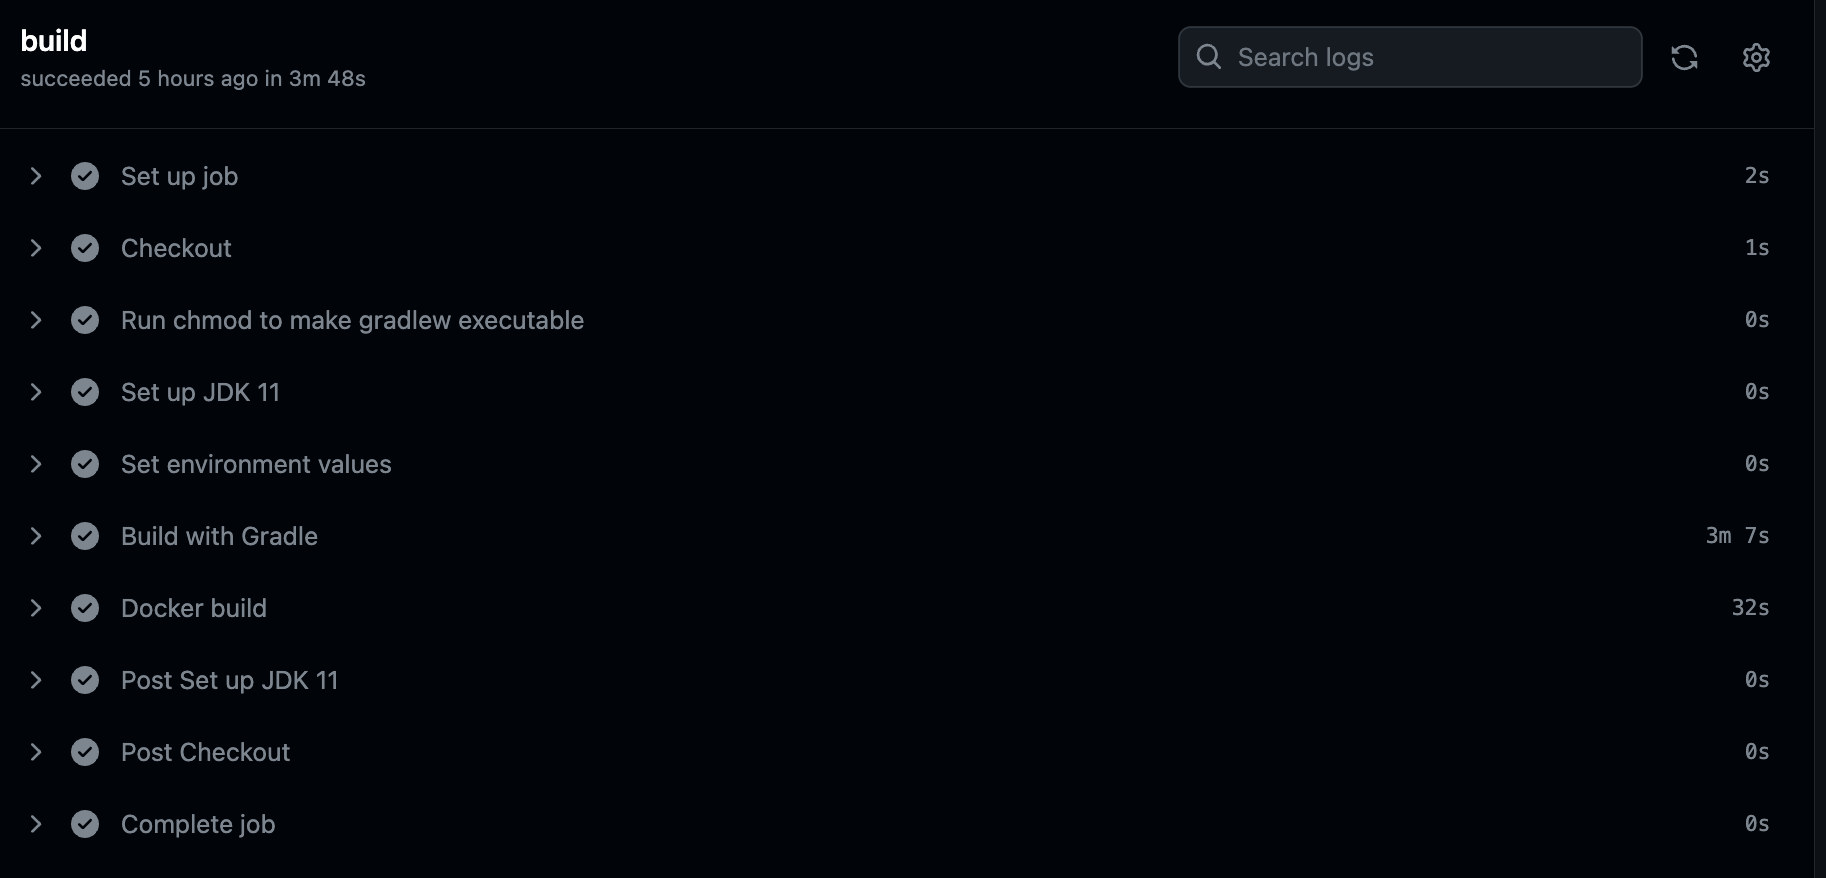 build
succeeded 5 hours ago in 3m 48s
Search logs
Set up job 2s
Checkout 1s
Run chmod to make gradlew executable 0s
Set up JDK 11 0s
Set environment values 0s
Build with Gradle 3m 7s
Docker build 32s
Post Set up JDK 11 0s
Post Checkout 0s
Complete job 0s